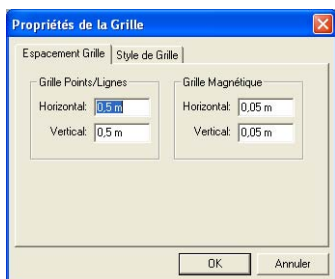 Propriétés de la Grille
Espacement Grille Style de Grille
Grille Points/Lignes Grille Magnétique
Horizontal: 0,5 m Horizontal: 0,05 m
Vertical: 0,5 m Vertical: 0,05 m
OK Annuler